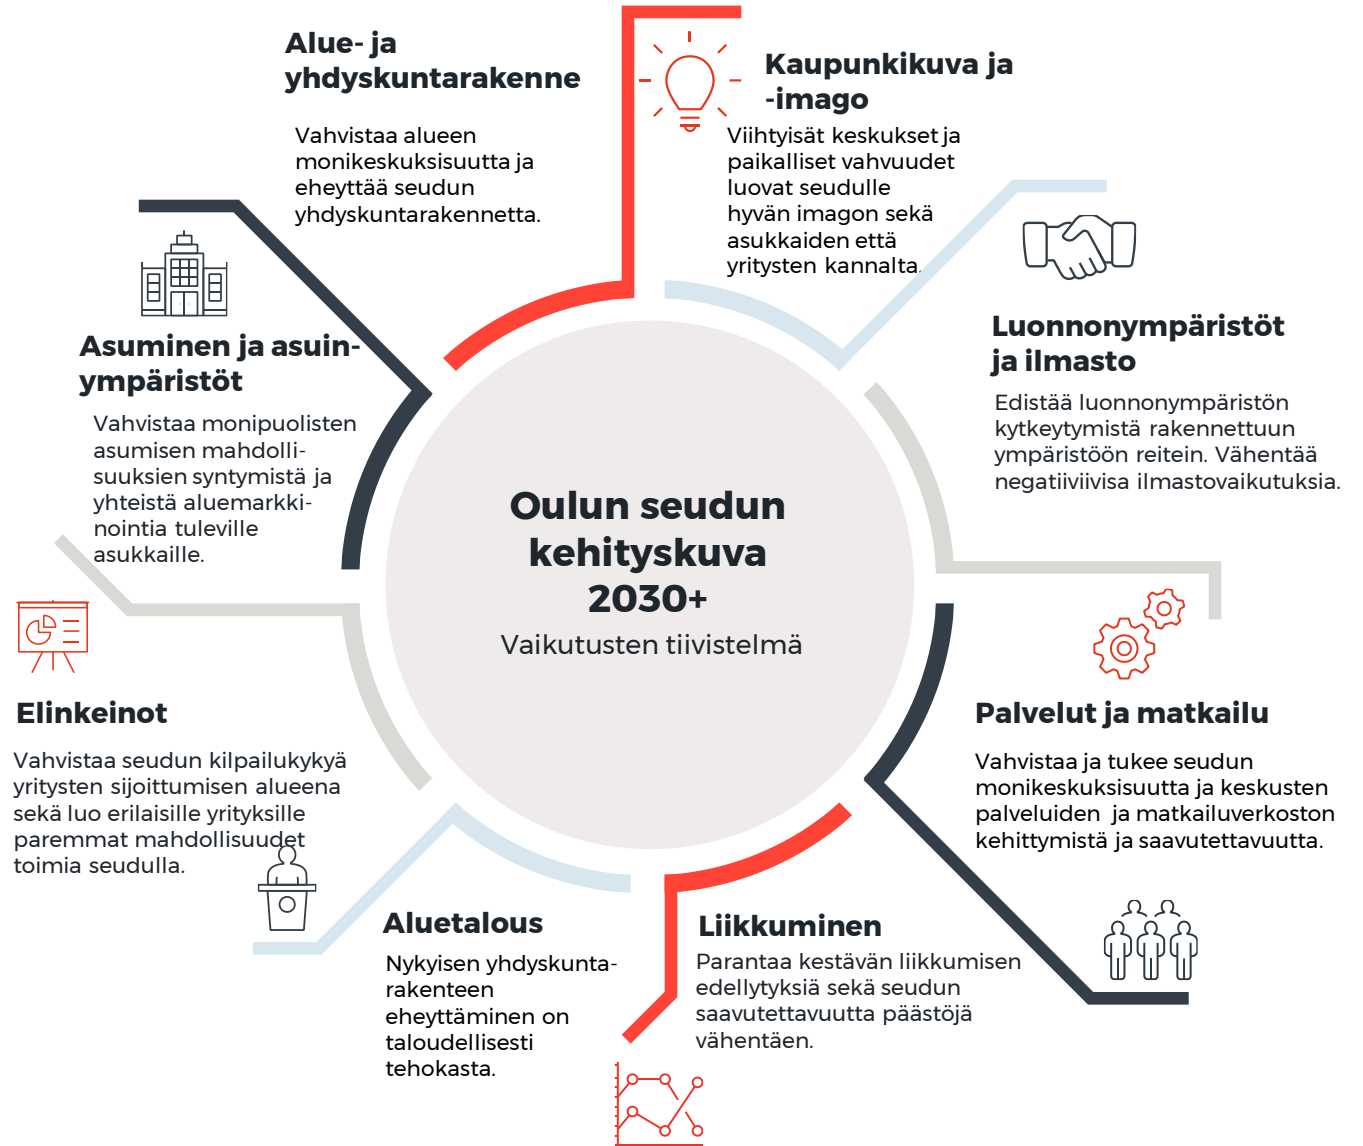 Alue- ja
yhdyskuntarakenne
Vahvistaa alueen
monikeskuksisuutta ja
eheyttää seudun
yhdyskuntarakennetta.
Kaupunkikuva ja
-imago
Viihtyisät keskukset ja
paikalliset vahvuudet
luovat seudulle
hyvän imagon sekä
asukkaiden että
yritysten kannalta.
Luonnonympäristöt
ja ilmasto
Edistää luonnonympäristön
kytkeytymistä rakennettuun
ympäristöön reitein. Vähentää
negatiiviivisa ilmastovaikutuksia.
Palvelut ja matkailu
Vahvistaa ja tukee seudun
monikeskuksisuutta ja keskusten
palveluiden ja matkailuverkoston
kehittymistä ja saavutettavuutta.
Liikkuminen
Parantaa kestävän liikkumisen
edellytyksiä sekä seudun
saavutettavuutta päästöjä
vähentäen.
Aluetalous
Nykyisen yhdyskunta-
rakenteen
eheyttäminen on
taloudellisesti
tehokasta.
Elinkeinot
Vahvistaa seudun kilpailukykyä
yritysten sijoittumisen alueena
sekä luo erilaisille yrityksille
paremmat mahdollisuudet
toimia seudulla.
Asuminen ja asuin-
ympäristöt
Vahvistaa monipuolisten
asumisen mahdolli-
suuksien syntymistä ja
yhteistä aluemarkki-
nointia tuleville
asukkaille.
Oulun seudun
kehityskuva
2030+
Vaikutusten tiivistelmä